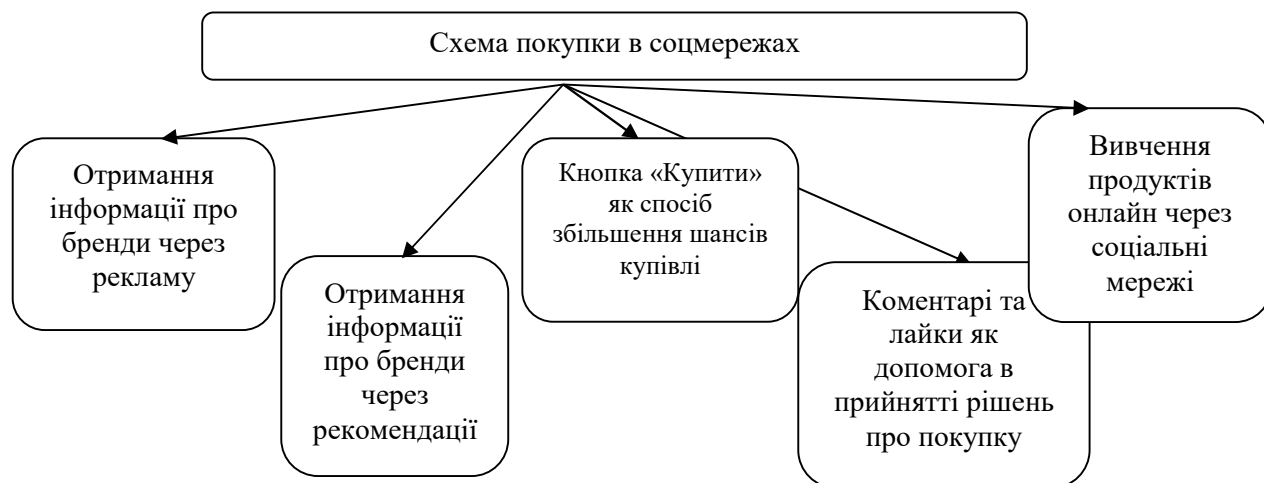 Схема покупки в соцмережах
Отримання
інформації про
бренди через
рекламу
Отримання
інформації
про бренди
через
рекомендації
Кнопка «Купити»
як спосіб
збільшення шансів
купівлі
Коментарі та
лайки як
допомога в
прийнятті рішень
про покупку
Вивчення
продуктів
онлайн через
соціальні
мережі